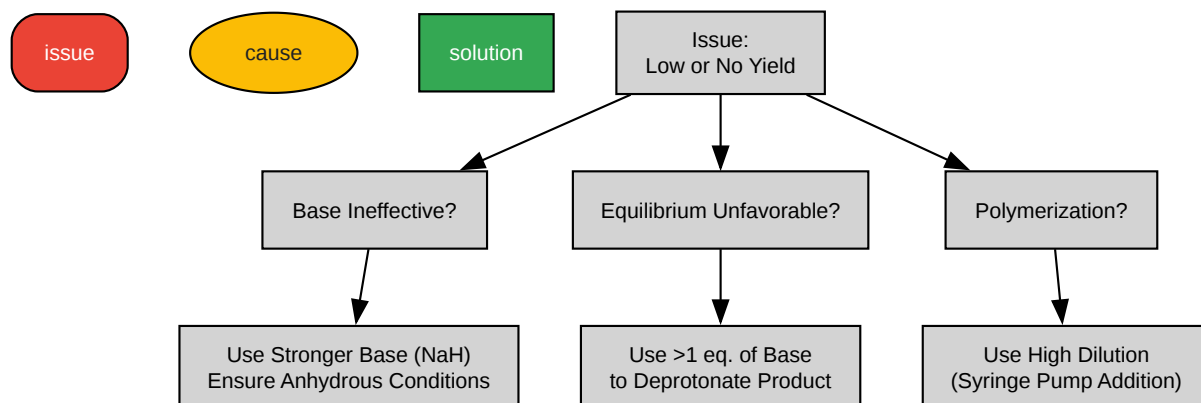 issue
cause
solution
Issue:
Low or No Yield
Base Ineffective?
Equilibrium Unfavorable?
Polymerization?
Use Stronger Base (NaH)
Ensure Anhydrous Conditions
Use >1 eq. of Base
to Deprotonate Product
Use High Dilution
(Syringe Pump Addition)